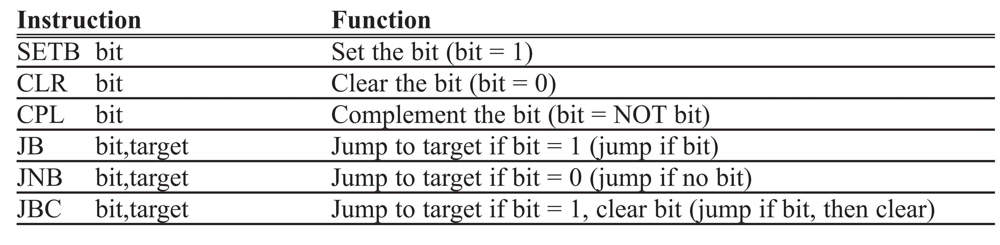 Instruction Function
SETB bit Set the bit (bit = 1)
CLR bit Clear the bit (bit = 0)
CPL bit Complement the bit (bit = NOT bit)
JB bit,target Jump to target if bit = 1 (jump if bit)
JNB bit,target Jump to target if bit = 0 (jump if no bit)
JBC bit,target Jump to target if bit = 1, clear bit (jump if bit, then clear)